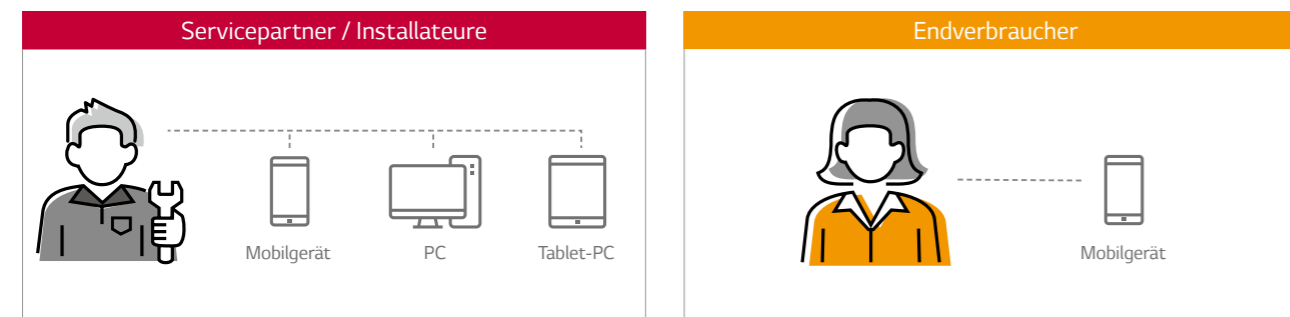 Servicepartner / Installateure
Mobilgerät
PC
Tablet-PC
Endverbraucher
Mobilgerät